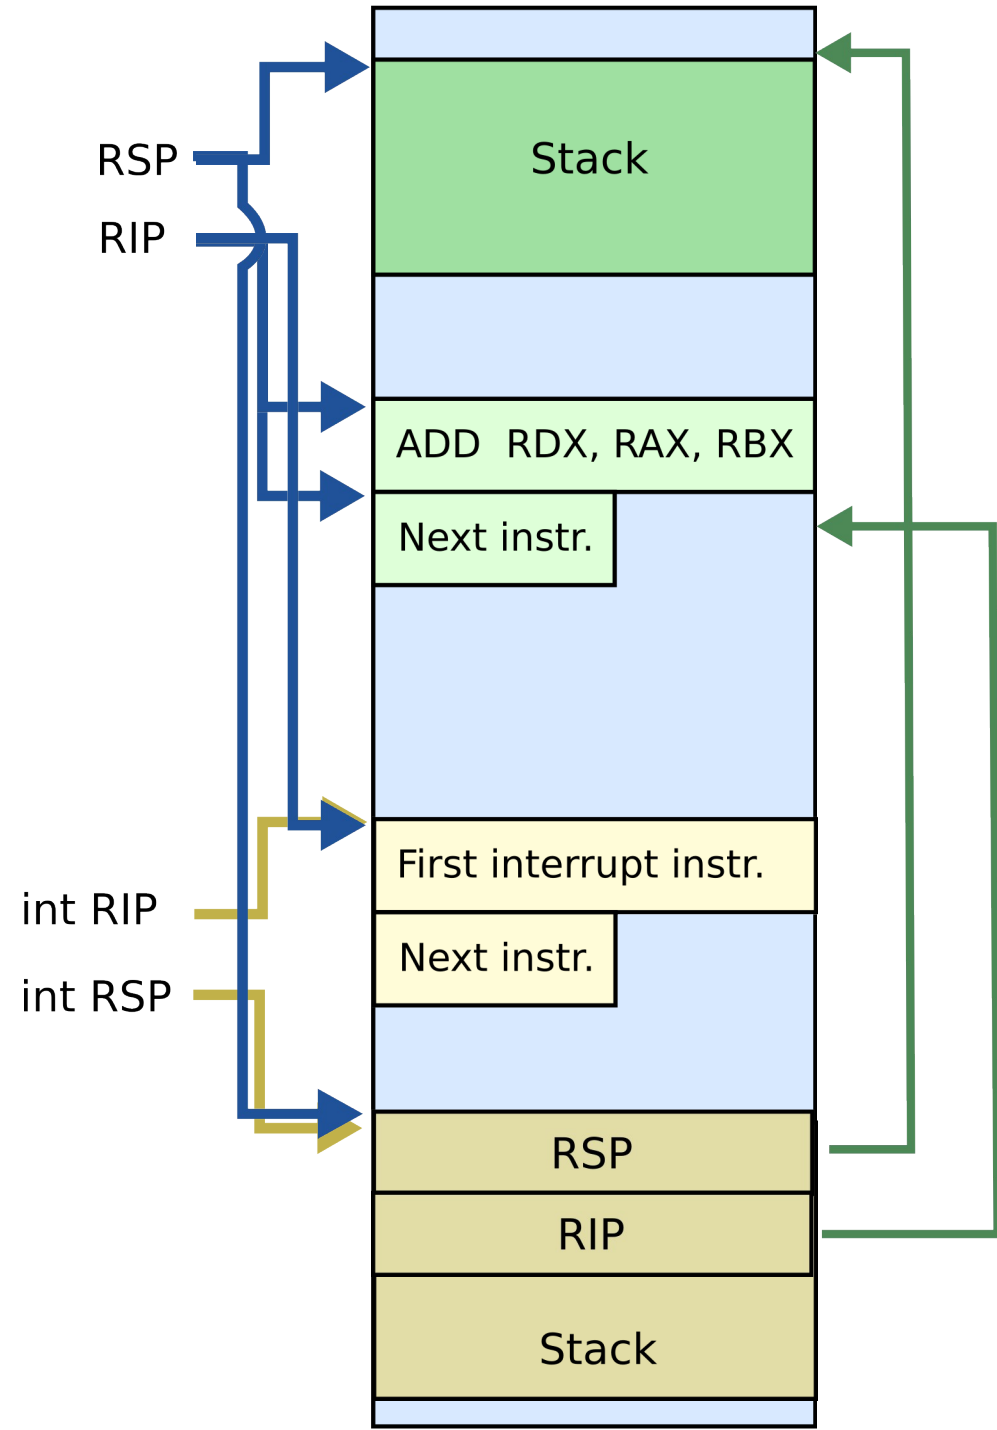 RSP
RIP
Stack
ADD  RDX, RAX, RBX
Next instr.
First interrupt instr.
int RIP
Next instr.
int RSP
RSP
RIP
Stack